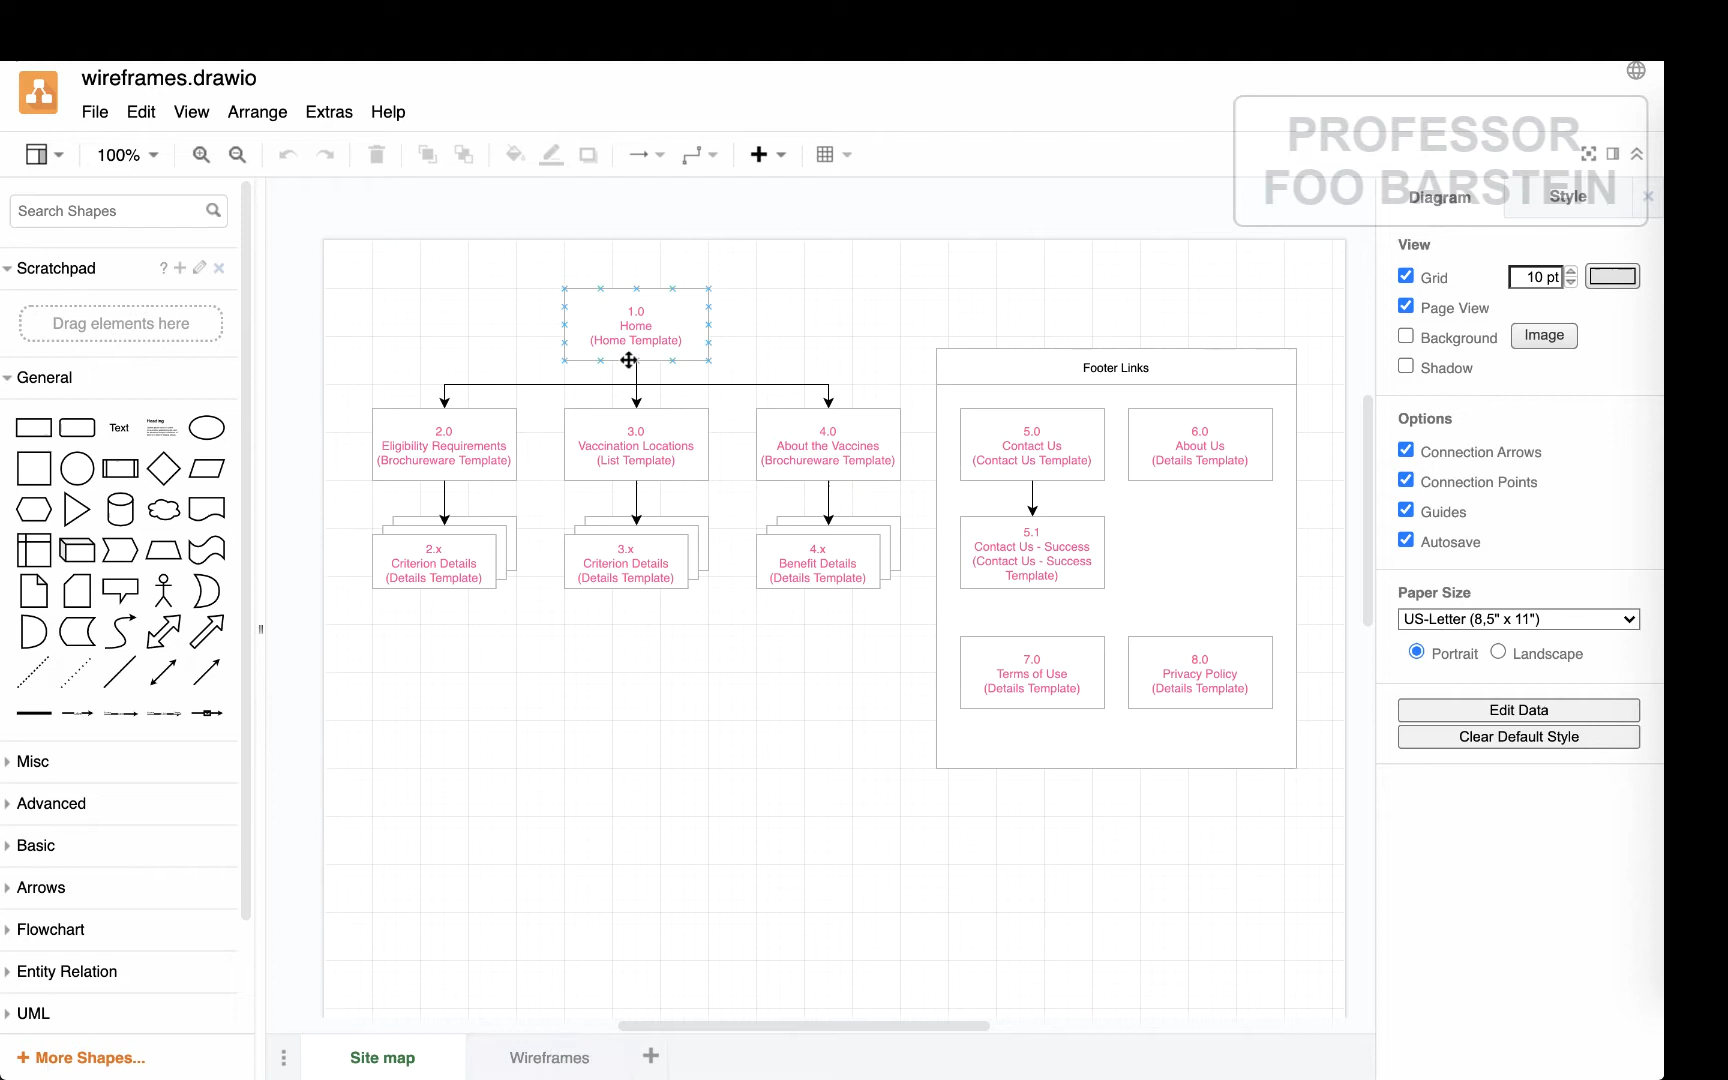 wireframes.drawio
File Edit View Arrange Extras Help
PROFESSOR
FOO BARSTEIN
100%
Search Shapes
Scratchpad ?
Drag elements here
General
Text
Heading
Misc
Advanced
Basic
Arrows
Flowchart
Entity Relation
UML
+ More Shapes...
1.0
Home
(Home Template)
2.0
Eligibility Requirements
(Brochureware Template)
3.0
Vaccination Locations
(List Template)
4.0
About the Vaccines
(Brochureware Template)
2.x
Criterion Details
(Details Template)
3.x
Criterion Details
(Details Template)
4.x
Benefit Details
(Details Template)
Footer Links
5.0
Contact Us
(Contact Us Template)
6.0
About Us
(Details Template)
5.1
Contact Us - Success
(Contact Us - Success
Template)
7.0
Terms of Use
(Details Template)
8.0
Privacy Policy
(Details Template)
Site map
Wireframes
Diagram Style
View
Grid 10 pt
Page View
Background Image
Shadow
Options
Connection Arrows
Connection Points
Guides
Autosave
Paper Size
US-Letter (8,5" x 11")
Portrait Landscape
Edit Data
Clear Default Style